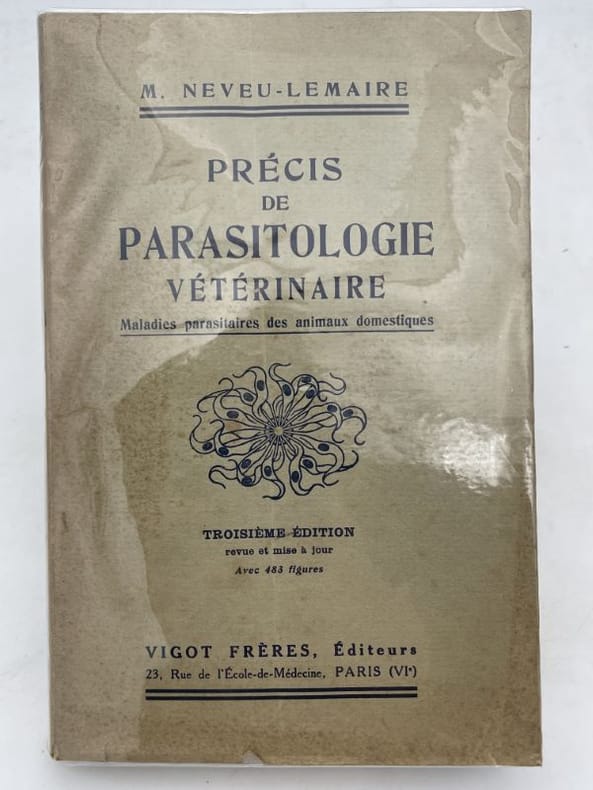 M. NEVEU-LEMAIRE
PRÉCIS
DE
PARASITOLOGIE
VÉTÉRINAIRE
Maladies parasitaires des animaux domestiques
TROISIÈME ÉDITION
revue et mise à jour
Avec 483 figures
VIGOT FRÈRES, Éditeurs
23, Rue de l'École-de-Médecine, PARIS (VIᵉ)